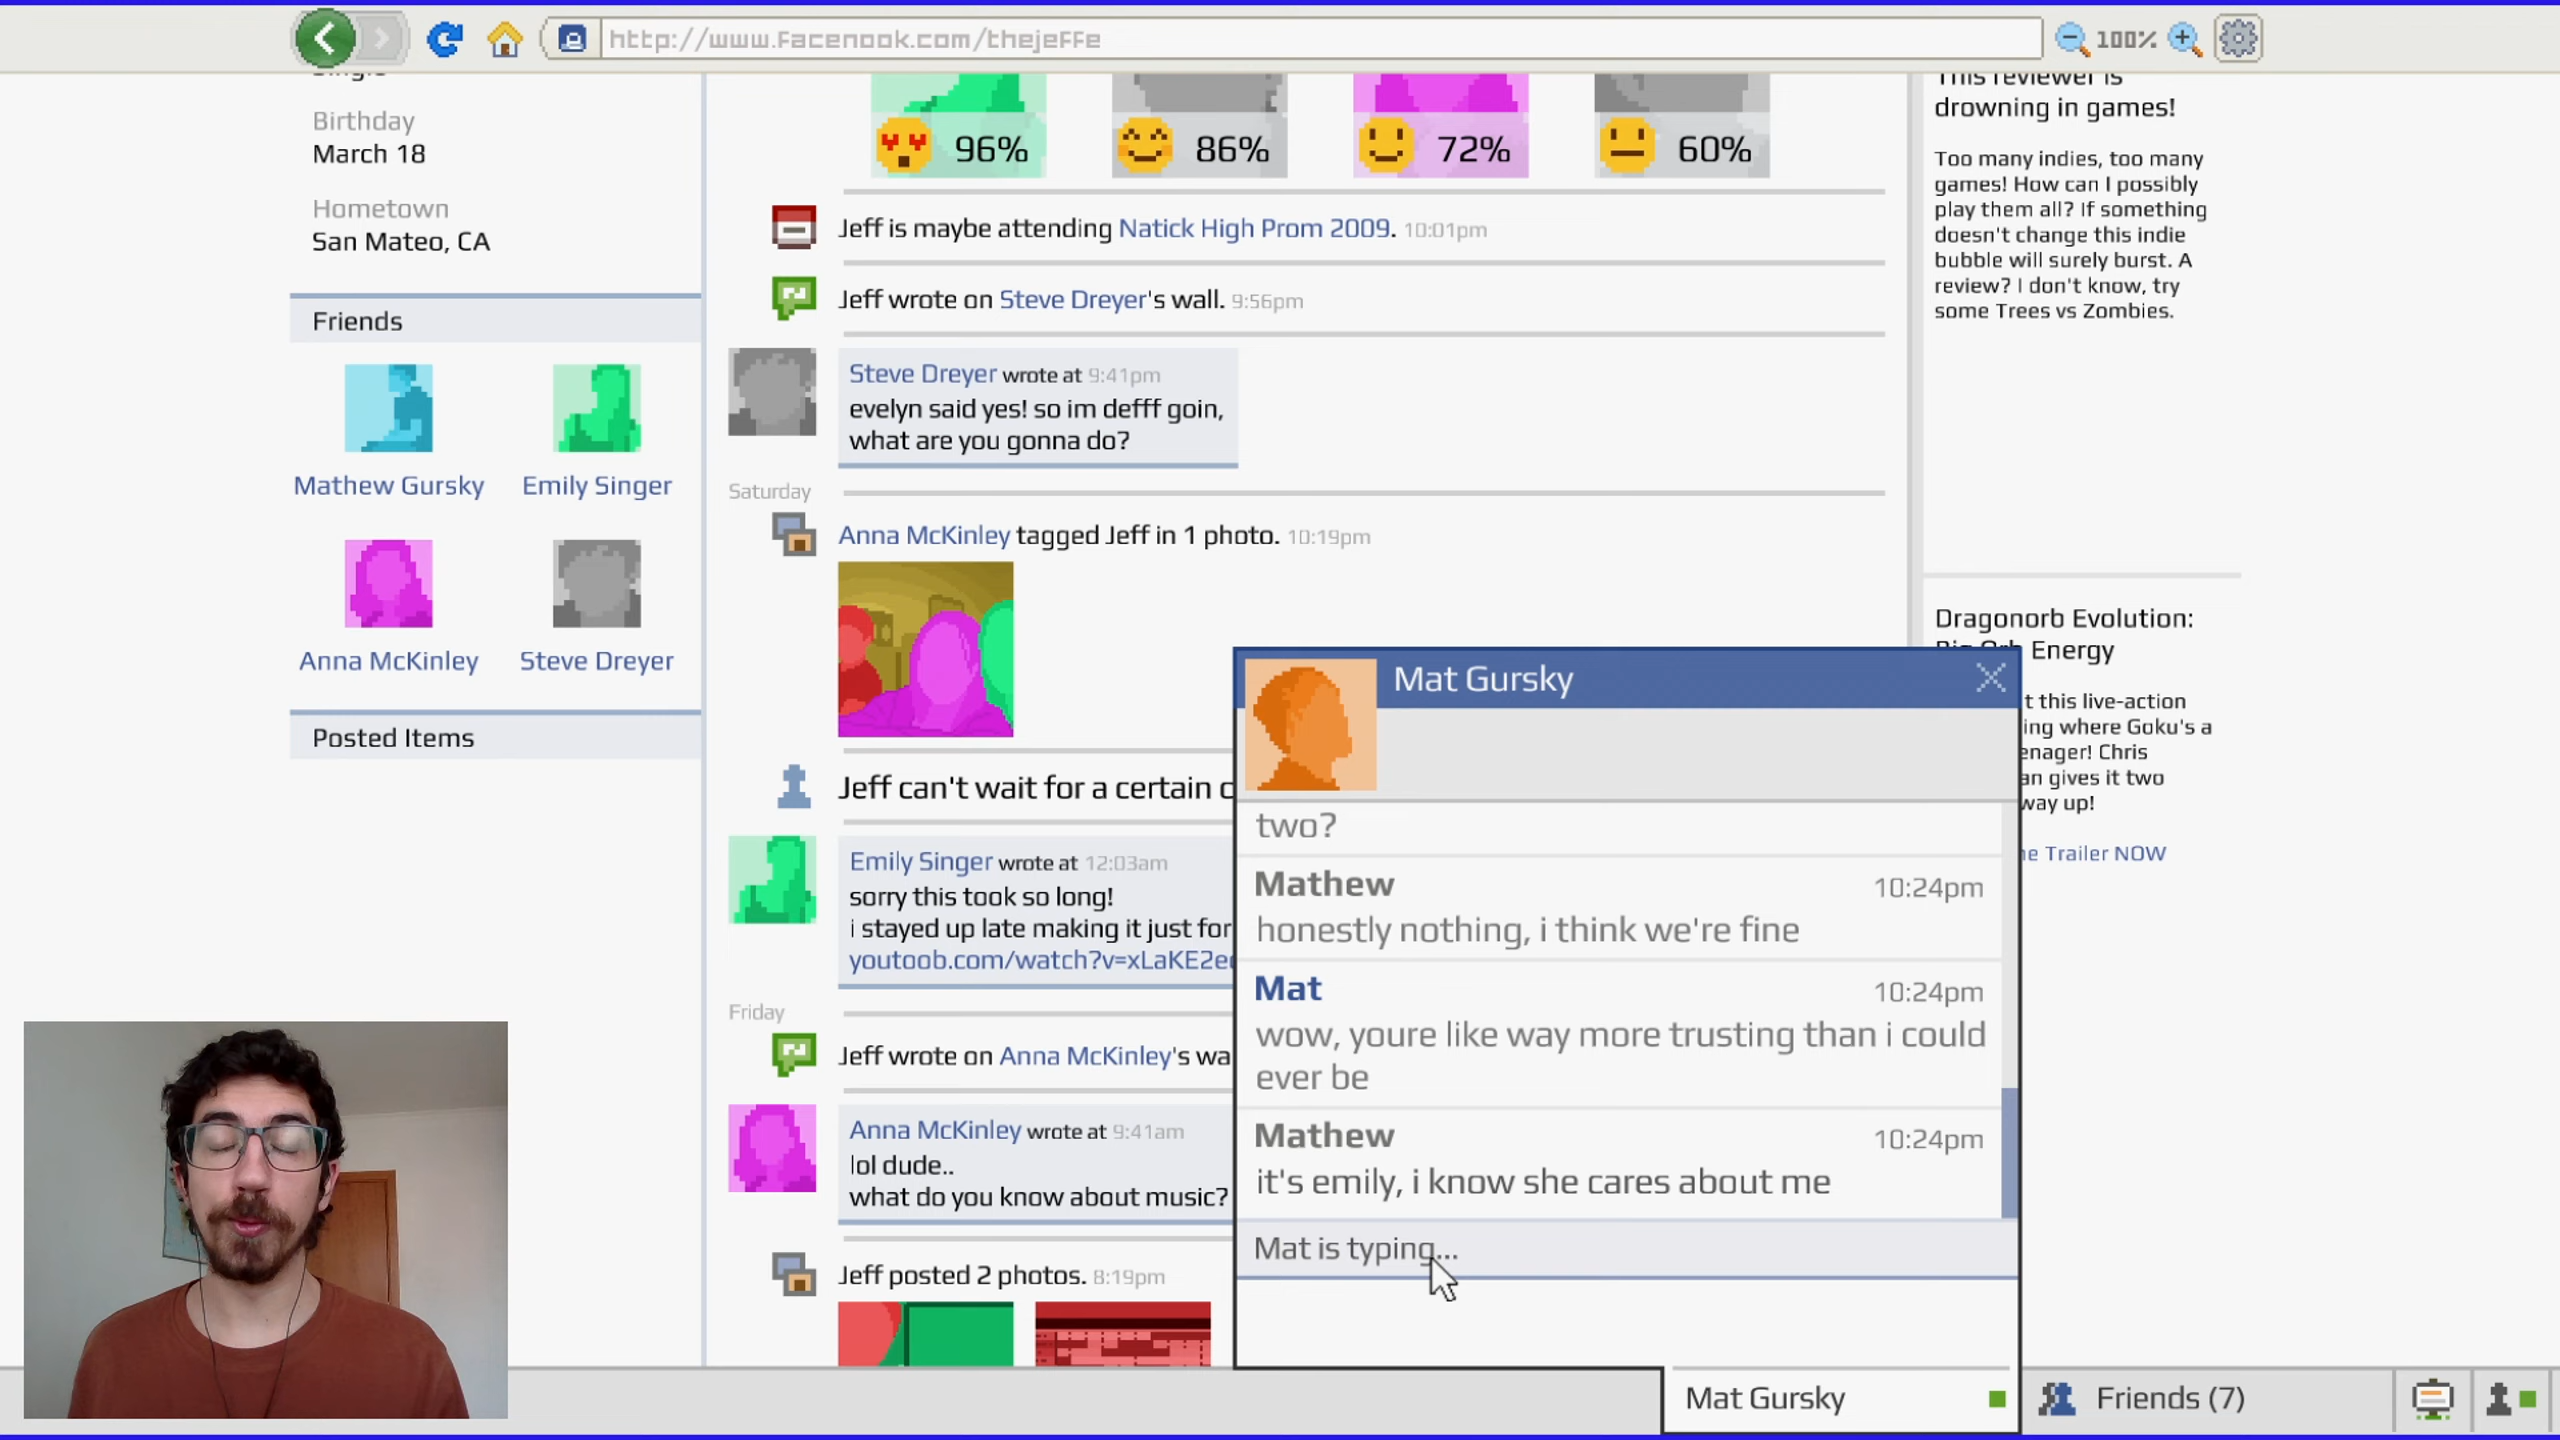 http://www.Facenook.com/thejeFFe
100%
Single
Birthday
March 18
Hometown
San Mateo, CA
Friends
Mathew Gursky
Emily Singer
Anna McKinley
Steve Dreyer
Posted Items
96%
86%
72%
60%
Jeff is maybe attending Natick High Prom 2009. 10:01pm
Jeff wrote on Steve Dreyer's wall. 9:56pm
Steve Dreyer wrote at 9:41pm
evelyn said yes! so im defff goin,
what are you gonna do?
Saturday
Anna McKinley tagged Jeff in 1 photo. 10:19pm
Jeff can't wait for a certain
Emily Singer wrote at 12:03am
sorry this took so long!
i stayed up late making it just for
youtoob.com/watch?v=xLaKE2e
Friday
Jeff wrote on Anna McKinley's wa
Anna McKinley wrote at 9:41am
lol dude..
what do you know about music?
Jeff posted 2 photos. 8:19pm
This reviewer is
drowning in games!
Too many indies, too many
games! How can I possibly
play them all? If something
doesn't change this indie
bubble will surely burst. A
review? I don't know, try
some Trees vs Zombies.
Dragonorb Evolution:
Big Orb Energy
t this live-action
ing where Goku's a
enager! Chris
an gives it two
way up!
he Trailer NOW
Mat Gursky
two?
Mathew 10:24pm
honestly nothing, i think we're fine
Mat 10:24pm
wow, youre like way more trusting than i could
ever be
Mathew 10:24pm
it's emily, i know she cares about me
Mat is typing...
Mat Gursky
Friends (7)